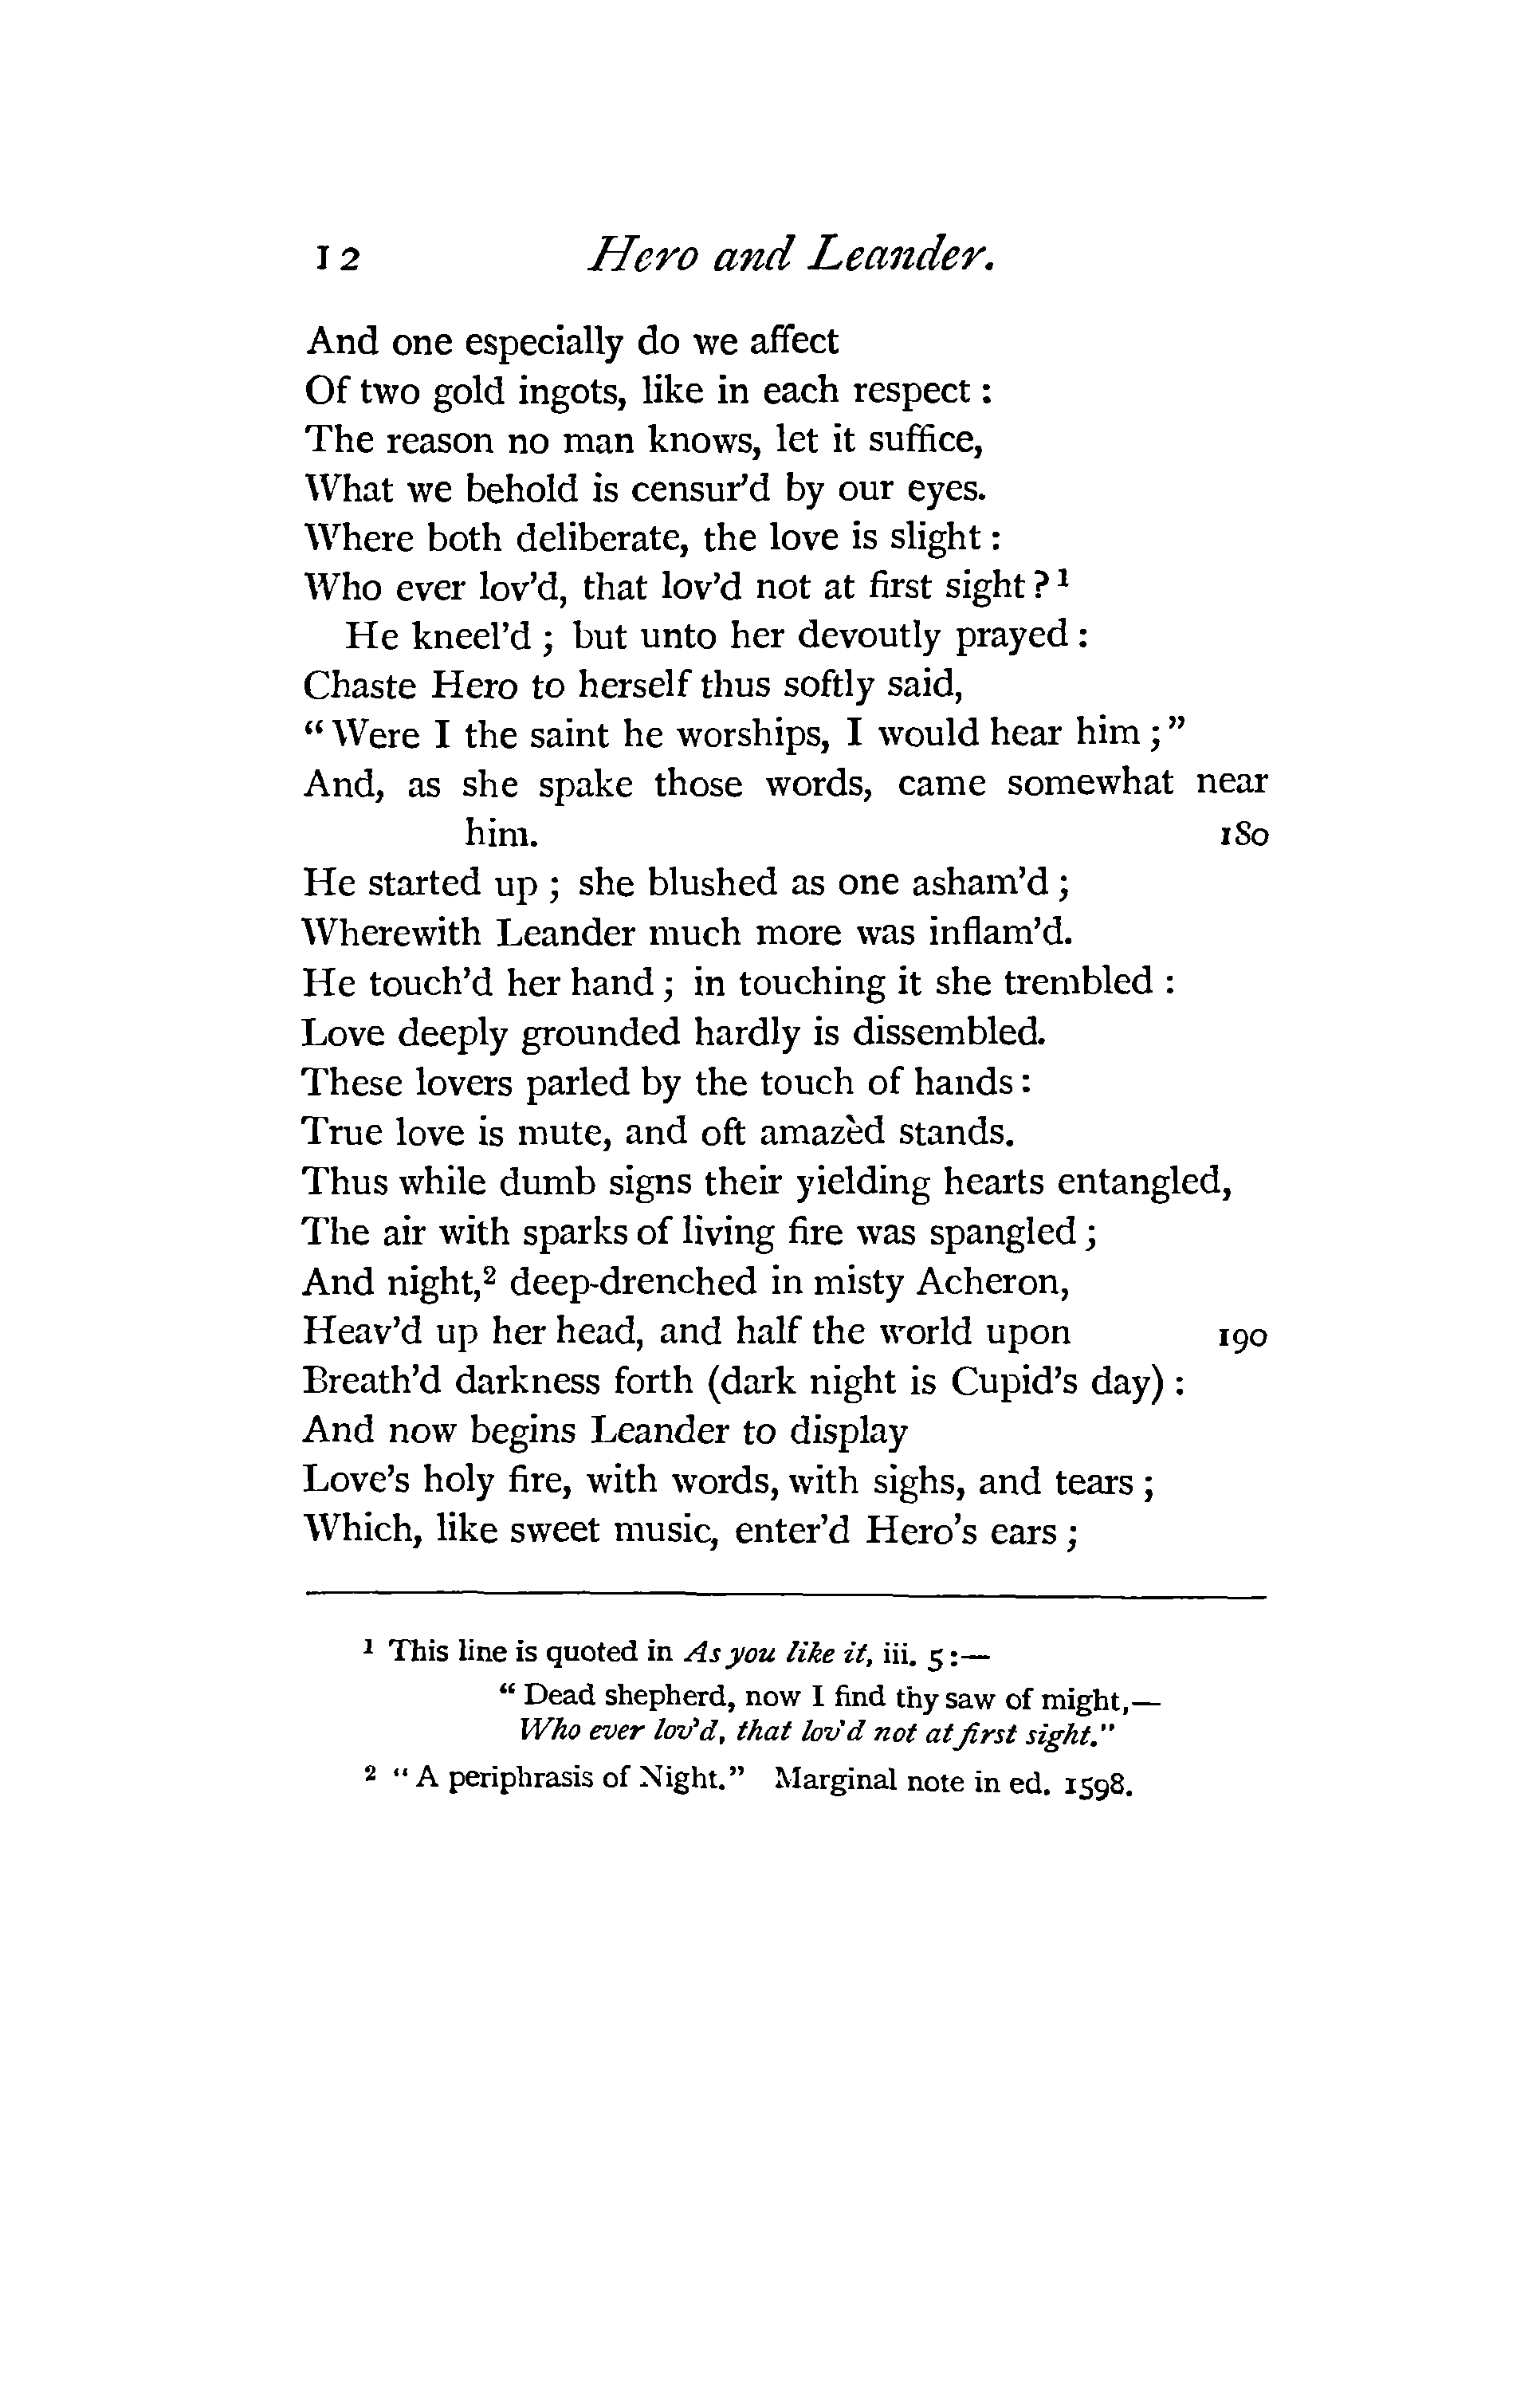 12 Hero and Leander.
And one especially do we affect
Of two gold ingots, like in each respect :
The reason no man knows, let it suffice,
What we behold is censur’d by our eyes.
Where both deliberate, the love is slight :
Who ever lov’d, that lov’d not at first sight ? ¹
He kneel’d ; but unto her devoutly prayed :
Chaste Hero to herself thus softly said,
“ Were I the saint he worships, I would hear him ; ”
And, as she spake those words, came somewhat near
him. 180
He started up ; she blushed as one asham’d ;
Wherewith Leander much more was inflam’d.
He touch’d her hand ; in touching it she trembled :
Love deeply grounded hardly is dissembled.
These lovers parled by the touch of hands :
True love is mute, and oft amazèd stands.
Thus while dumb signs their yielding hearts entangled,
The air with sparks of living fire was spangled ;
And night,² deep-drenched in misty Acheron,
Heav’d up her head, and half the world upon 190
Breath’d darkness forth (dark night is Cupid’s day) :
And now begins Leander to display
Love’s holy fire, with words, with sighs, and tears ;
Which, like sweet music, enter’d Hero’s ears ;
¹ This line is quoted in As you like it, iii. 5 :—
“ Dead shepherd, now I find thy saw of might,—
Who ever lov’d, that lov’d not at first sight."
² “ A periphrasis of Night.” Marginal note in ed. 1598.